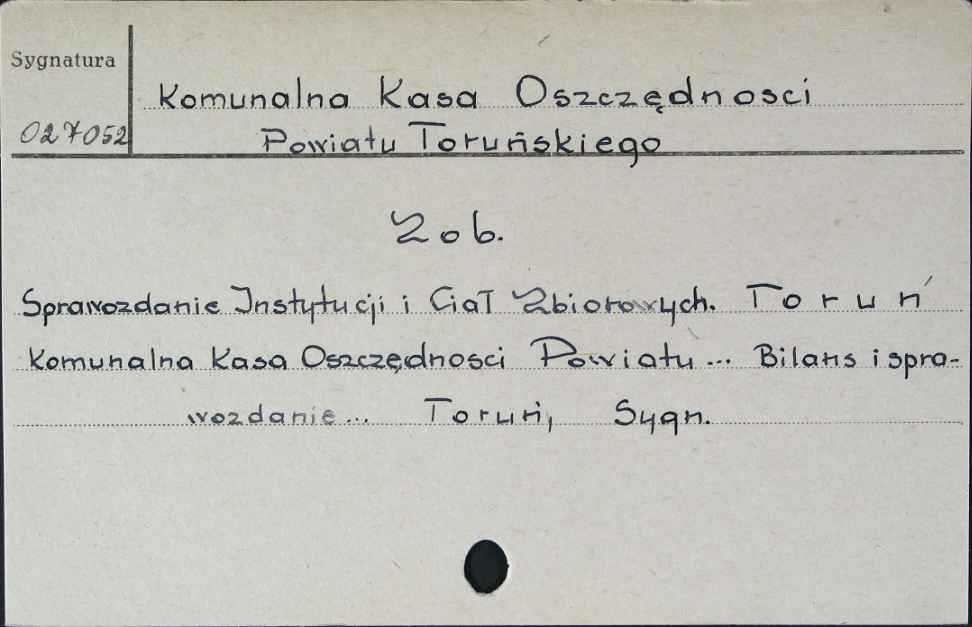 Sygnatura
Komunalna Kasa Oszczędnosci
027052
Powiatu Toruńskiego
Zob.
Sprawozdanie Instytucji i Ciał Zbiorowych. Toruń
Komunalna Kasa Oszczędnosci Powiatu... Bilans i spra-
wozdanie... Toruń, Sygn.